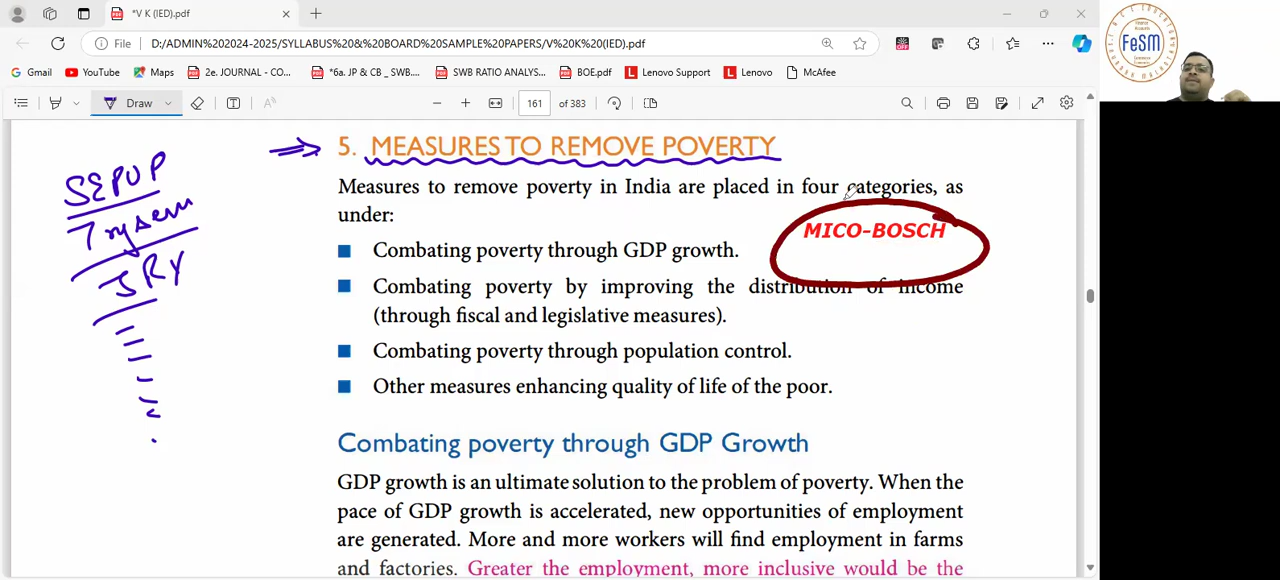 *V K (IED).pdf
File
D:/ADMIN%202024-2025/SYLLABUS%20&%20BOARD%20SAMPLE%20PAPERS/V%20K%20(IED).pdf
OFF
Gmail
YouTube
Maps
2e. JOURNAL - CO...
*6a. JP & CB _ SWB...
SWB RATIO ANALYS...
BOE.pdf
Lenovo Support
Lenovo
McAfee
Draw
161 of 383
FeSM
5. MEASURES TO REMOVE POVERTY
Measures to remove poverty in India are placed in four categories, as
under:
MICO-BOSCH
Combating poverty through GDP growth.
Combating poverty by improving the distribution of income
(through fiscal and legislative measures).
Combating poverty through population control.
Other measures enhancing quality of life of the poor.
Combating poverty through GDP Growth
GDP growth is an ultimate solution to the problem of poverty. When the
pace of GDP growth is accelerated, new opportunities of employment
are generated. More and more workers will find employment in farms
and factories. Greater the employment, more inclusive would be the
SEPUP
Trysem
JRY